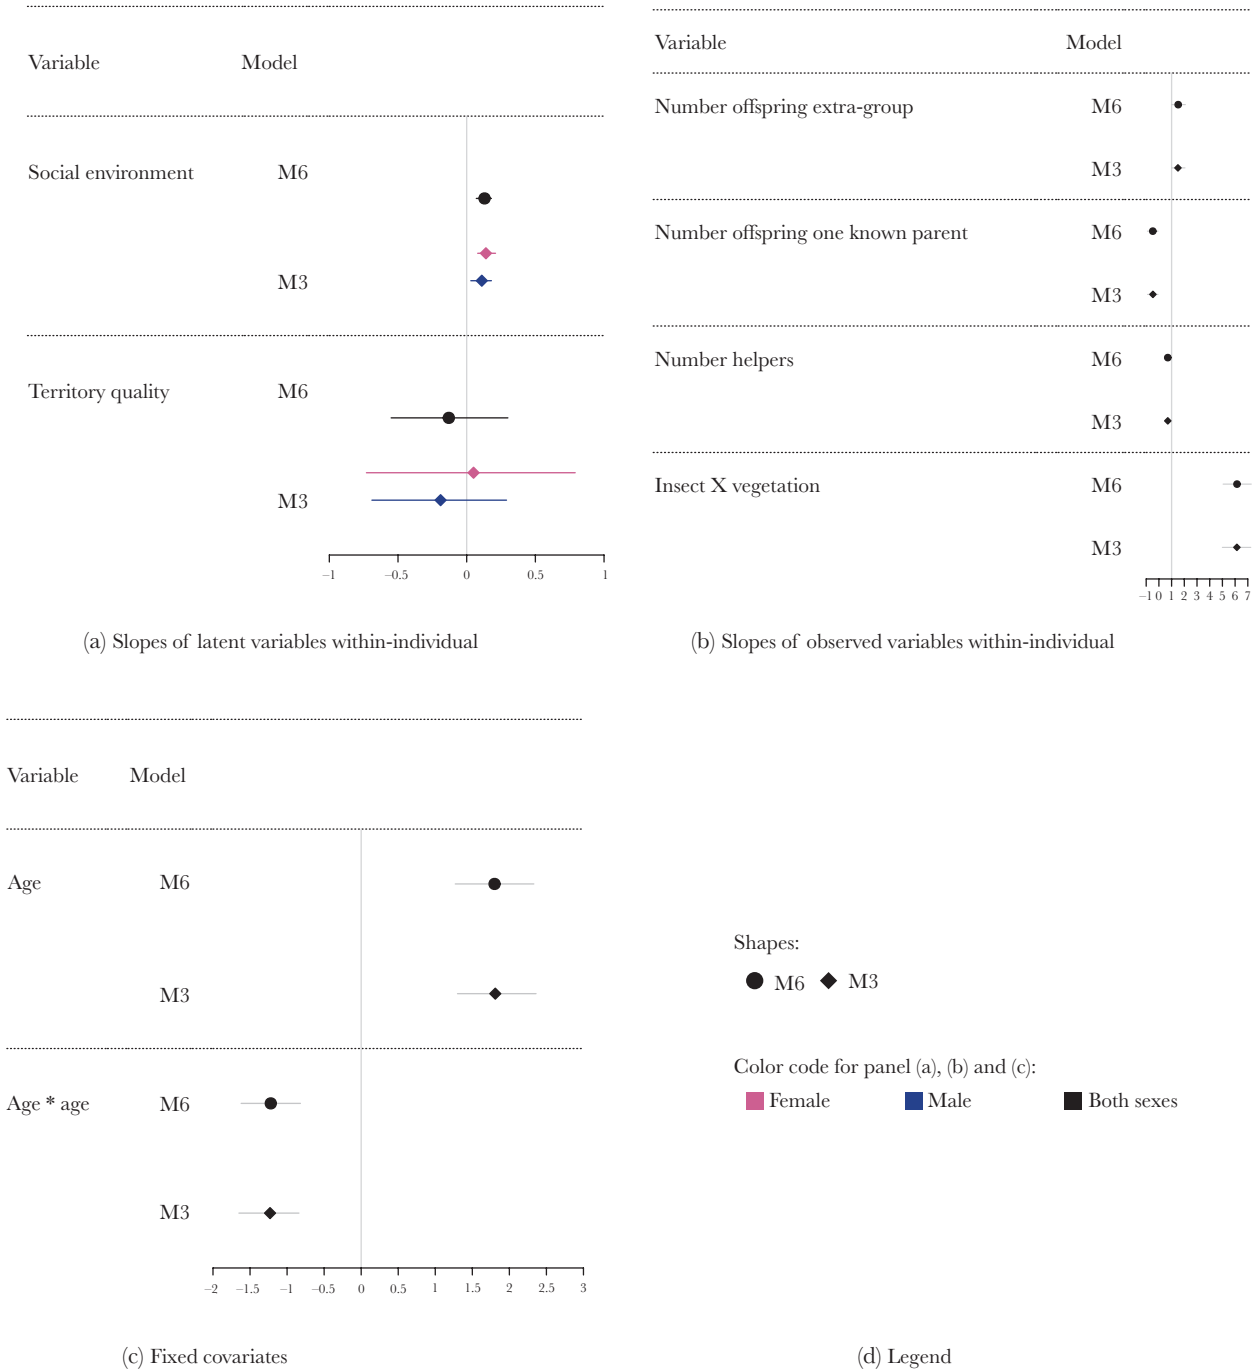 Variable Model
Social environment M6
M3
Territory quality M6
M3
−1 −0.5 0 0.5 1
(a) Slopes of latent variables within-individual
Variable Model
Number offspring extra-group M6
M3
Number offspring one known parent M6
M3
Number helpers M6
M3
Insect X vegetation M6
M3
−1 0 1 2 3 4 5 6 7
(b) Slopes of observed variables within-individual
Variable Model
Age M6
M3
Age * age M6
M3
−2 −1.5 −1 −0.5 0 0.5 1 1.5 2 2.5 3
(c) Fixed covariates
Shapes:
M6 M3
Color code for panel (a), (b) and (c):
Female Male Both sexes
(d) Legend